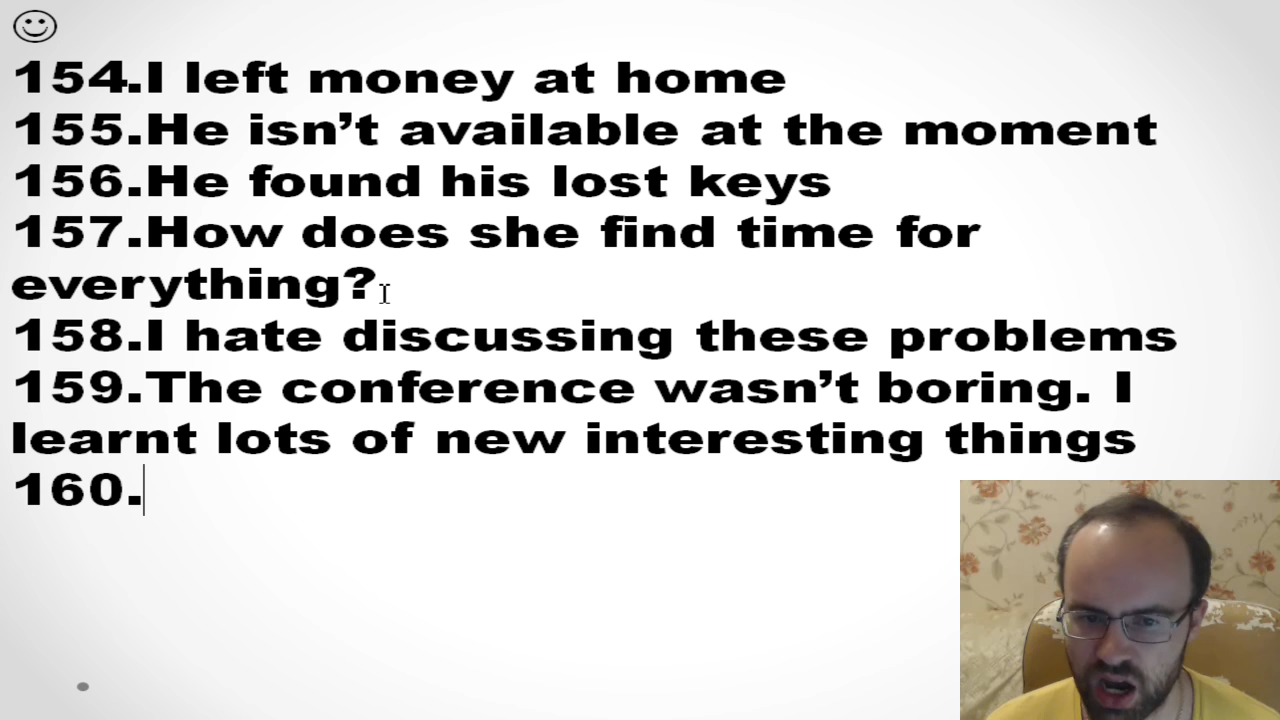 154.I left money at home
155.He isn’t available at the moment
156.He found his lost keys
157.How does she find time for
everything?
158.I hate discussing these problems
159.The conference wasn’t boring. I
learnt lots of new interesting things
160.